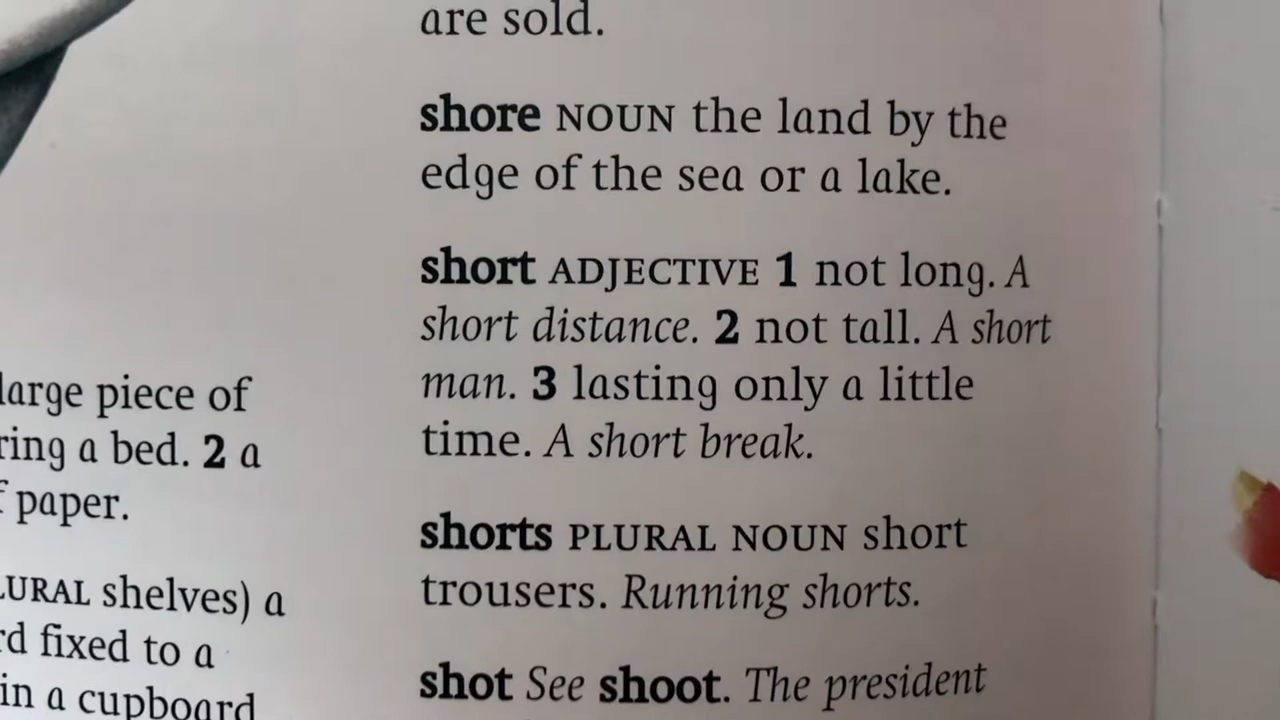 large piece of
a bed. 2 a
paper.
shelves) a
fixed to a
in a cupboard
are sold.
shore NOUN the land by the
edge of the sea or a lake.
short ADJECTIVE 1 not long. A
short distance. 2 not tall. A short
man. 3 lasting only a little
time. A short break.
shorts PLURAL NOUN short
trousers. Running shorts.
shot See shoot. The president